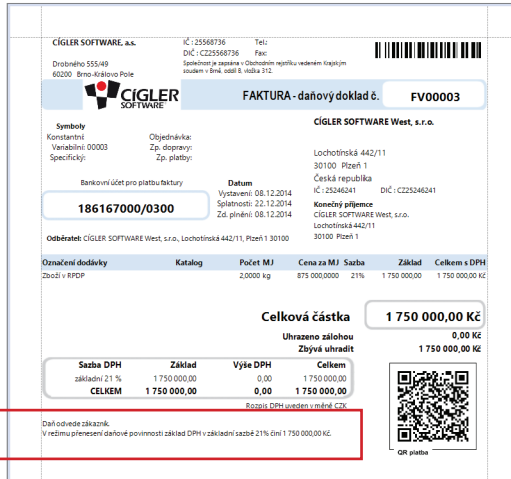 CÍGLER SOFTWARE, a.s.
Drobného 555/49
60200 Brno-Královo Pole
IČ : 25568736 Tel:
DIČ : CZ25568736 Fax:
Společnost je zapsána v Obchodním rejstříku vedeném Krajským
soudem v Brně, oddíl B, vložka 312.
CÍGLER
SOFTWARE
FAKTURA - daňový doklad č. FV00003
Symboly
Konstantní: Objednávka:
Variabilní: 00003 Zp. dopravy:
Specifický: Zp. platby:
CÍGLER SOFTWARE West, s.r.o.
Lochotínská 442/11
30100 Plzeň 1
Česká republika
IČ : 25246241 DIČ : CZ25246241
Bankovní účet pro platbu faktury
186167000/0300
Datum
Vystavení: 08.12.2014
Splatnosti: 22.12.2014
Zd. plnění: 08.12.2014
Konečný příjemce
CÍGLER SOFTWARE West, s.r.o.
Lochotínská 442/11
30100 Plzeň 1
Odběratel: CÍGLER SOFTWARE West, s.r.o., Lochotínská 442/11, Plzeň 1 30100
Označení dodávky Katalog Počet MJ Cena za MJ Sazba Základ Celkem s DPH
Zboží v RPDP 2,0000 kg 875 000,0000 21% 1 750 000,00 1 750 000,00 Kč
Celková částka 1 750 000,00 Kč
Uhrazeno zálohou 0,00 Kč
Zbývá uhradit 1 750 000,00 Kč
Sazba DPH Základ Výše DPH Celkem
základní 21 % 1 750 000,00 0,00 1 750 000,00
CELKEM 1 750 000,00 0,00 1 750 000,00
Rozpis DPH uveden v měně CZK
Daň odvede zákazník.
V režimu přenesení daňové povinnosti základ DPH v základní sazbě 21% činí 1 750 000,00 Kč.
QR platba